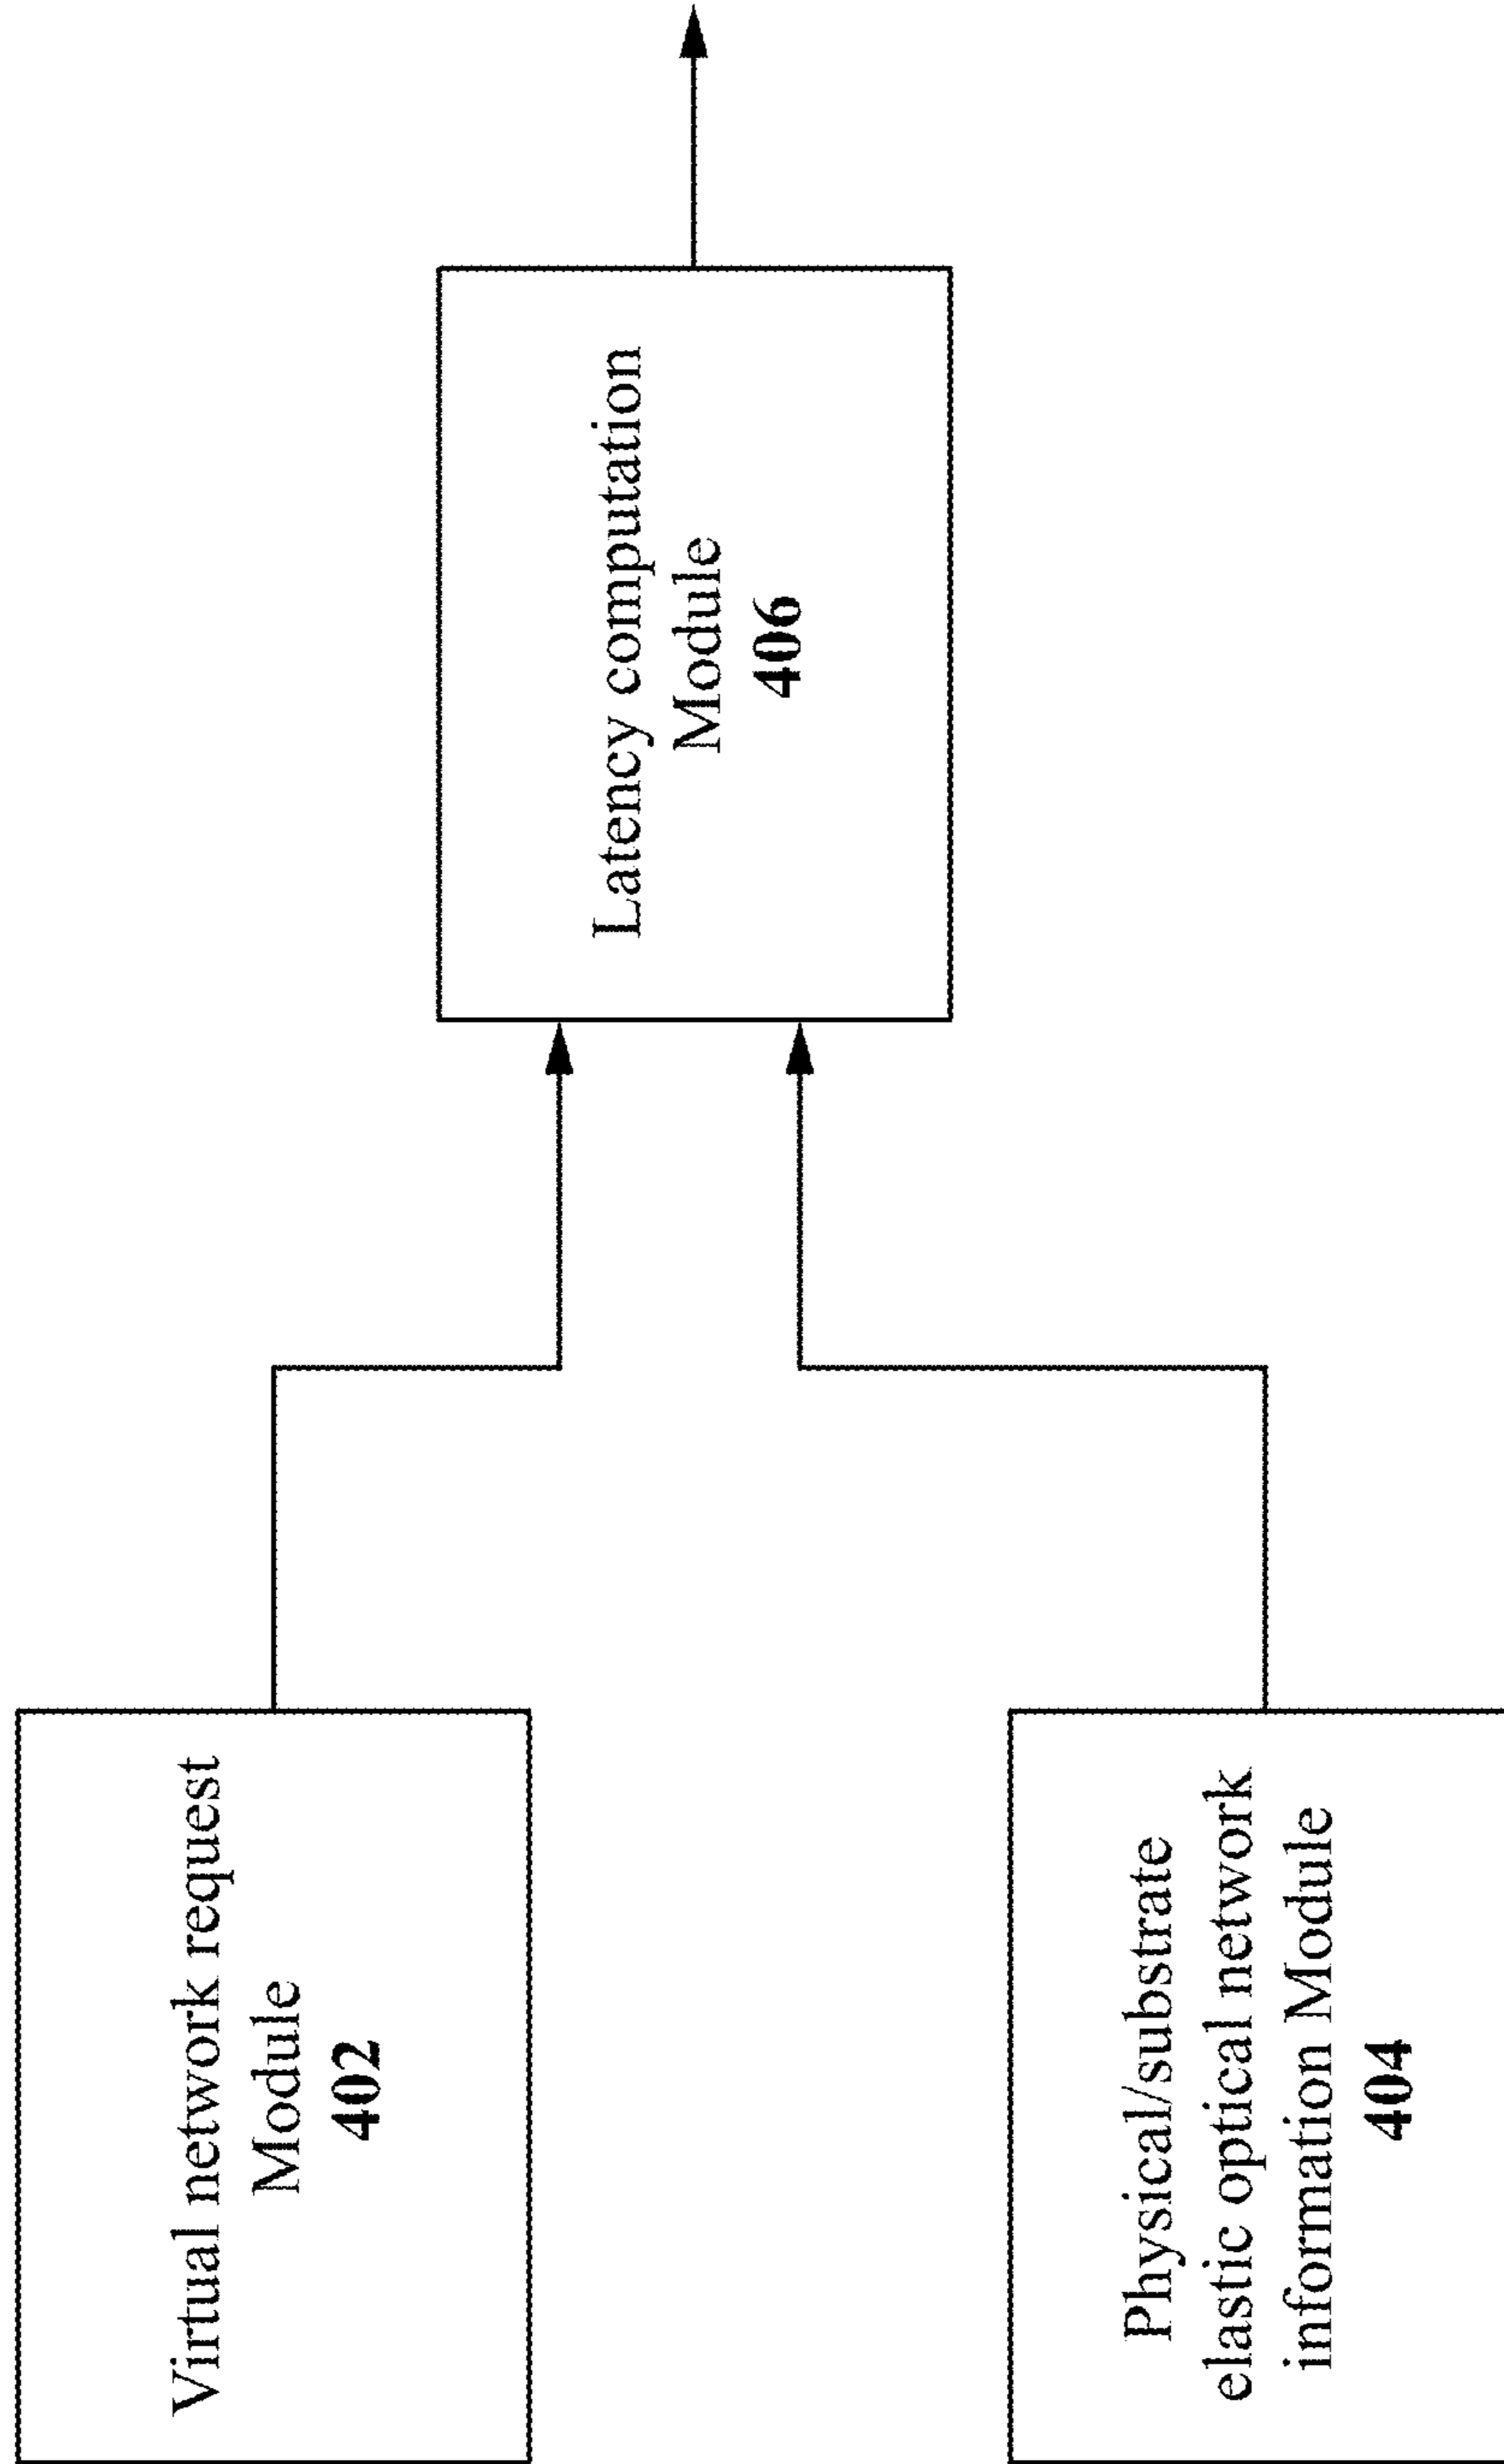 Virtual network request
Module
402
Physical/substrate
elastic optical network
information Module
404
Latency computation
Module
406